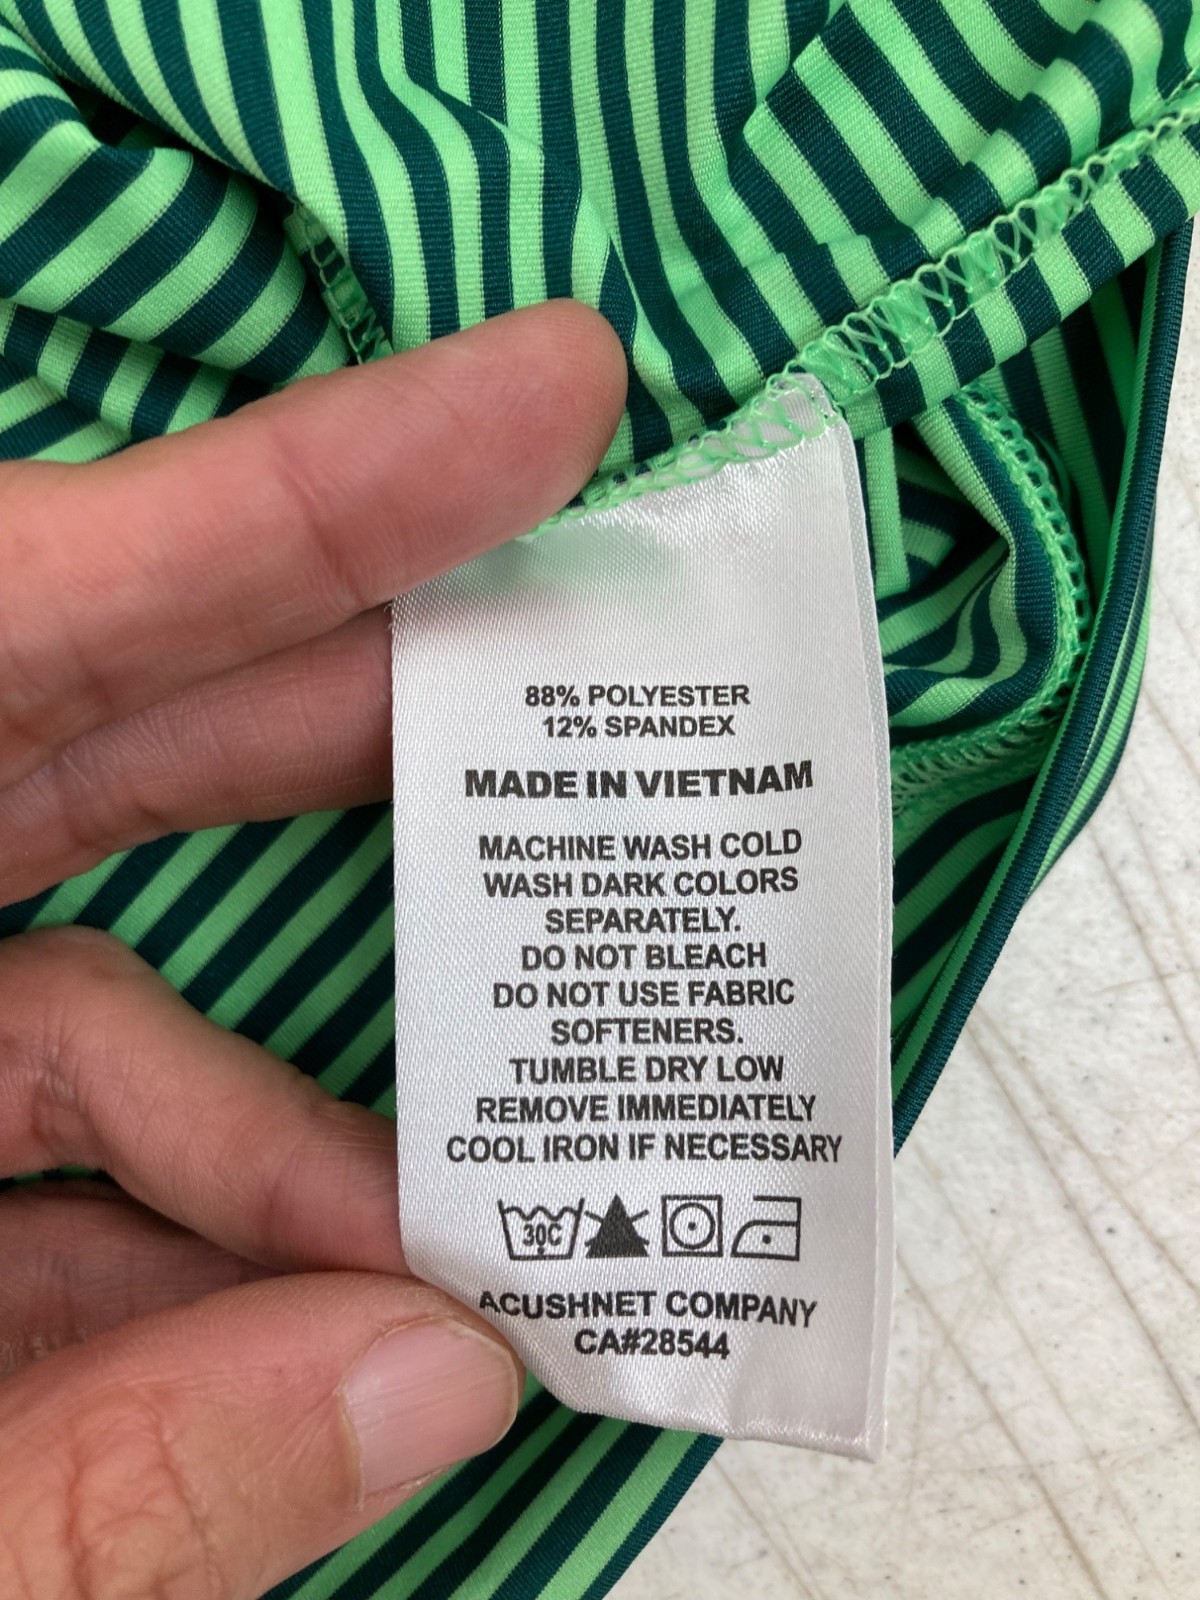 88% POLYESTER
12% SPANDEX
MADE IN VIETNAM
MACHINE WASH COLD
WASH DARK COLORS
SEPARATELY.
DO NOT BLEACH
DO NOT USE FABRIC
SOFTENERS.
TUMBLE DRY LOW
REMOVE IMMEDIATELY
COOL IRON IF NECESSARY
30C
ACUSHNET COMPANY
CA#28544